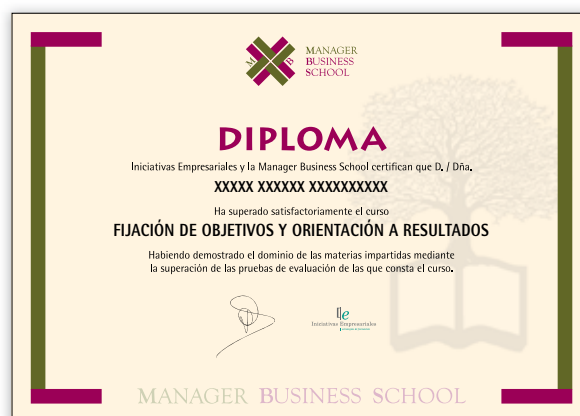 M B
MANAGER
BUSINESS
SCHOOL
DIPLOMA
Iniciativas Empresariales y la Manager Business School certifican que D. / Dña.
XXXXX XXXXXX XXXXXXXXXX
Ha superado satisfactoriamente el curso
FIJACIÓN DE OBJETIVOS Y ORIENTACIÓN A RESULTADOS
Habiendo demostrado el dominio de las materias impartidas mediante
la superación de las pruebas de evaluación de las que consta el curso.
Iniciativas Empresariales
MANAGER BUSINESS SCHOOL